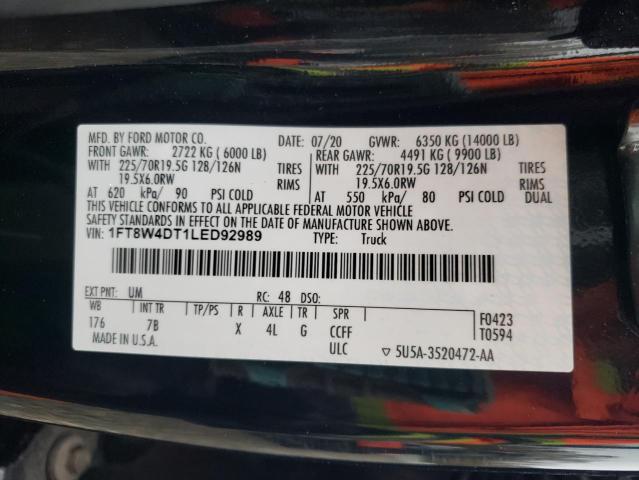 MFD. BY FORD MOTOR CO. DATE: 07/20 GVWR: 6350 KG (14000 LB)
FRONT GAWR: 2722 KG (6000 LB) REAR GAWR: 4491 KG (9900 LB)
WITH 225/70R19.5G 128/126N TIRES WITH 225/70R19.5G 128/126N TIRES
19.5X6.0RW RIMS 19.5X6.0RW RIMS
AT 620 kPa/ 90 PSI COLD AT 550 kPa/ 80 PSI COLD DUAL
THIS VEHICLE CONFORMS TO ALL APPLICABLE FEDERAL MOTOR VEHICLE
SAFETY STANDARDS IN EFFECT ON THE DATE OF MANUFACTURE SHOWN ABOVE.
VIN: 1FT8W4DT1LED92989 TYPE: Truck
EXT PNT: UM RC: 48 DSO:
WB INT TR TP/PS R AXLE TR SPR F0423
176 7B X 4L G CCFF T0594
MADE IN U.S.A. ULC ▽ 5U5A-3520472-AA